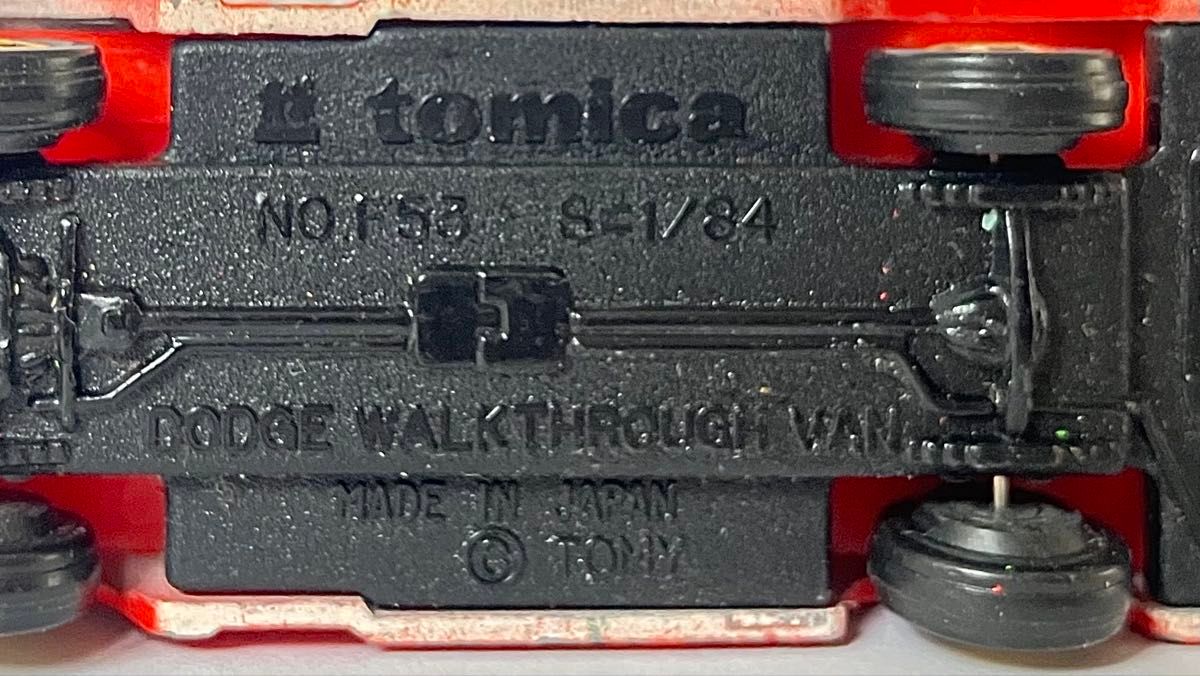 tomica
NO.F53 S=1/84
DODGE WALKTHROUGH VAN
MADE IN JAPAN
© TOMY